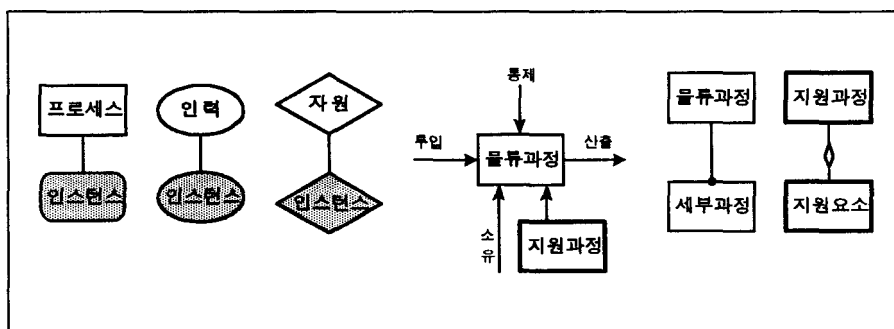 프로세스
인스턴스
인력
인스턴스
자원
인스턴스
통제
투입
물류과정
산출
소유
지원과정
물류과정
세부과정
지원과정
지원요소